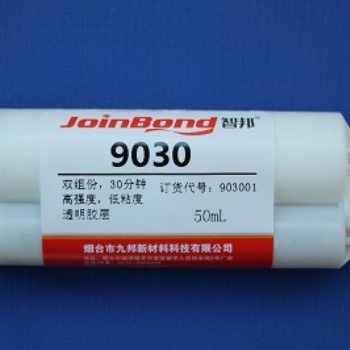 JoinBond 智邦
9030
双组份，30分钟 订货代号：903001
高强度，低粘度
透明胶层 50mL
烟台市九邦新材料科技有限公司